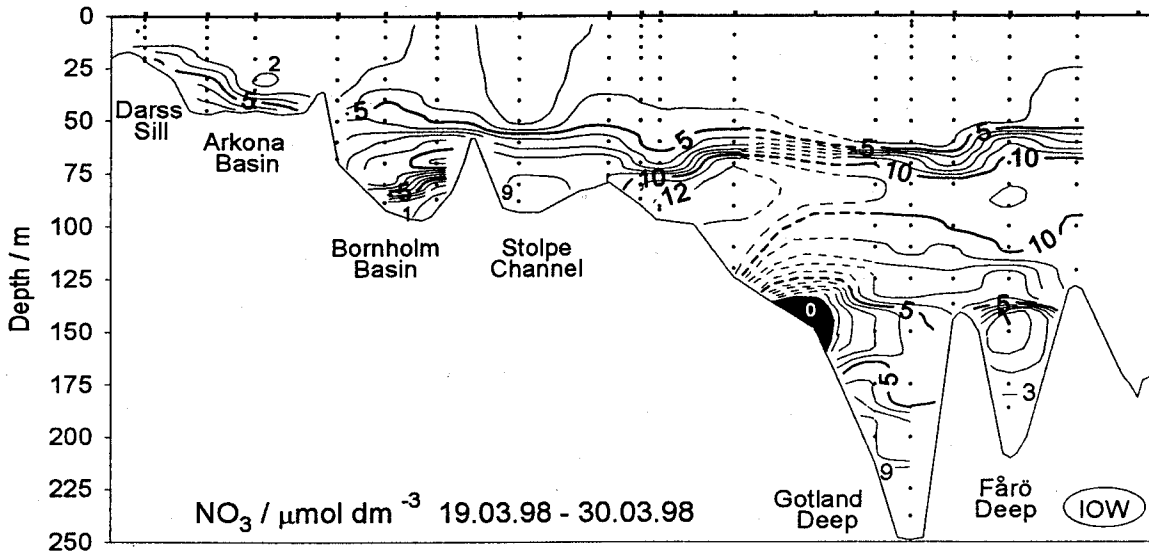 0
25
50
75
100
125
150
175
200
225
250
Depth / m
Darss
Sill
Arkona
Basin
Bornholm
Basin
Stolpe
Channel
Gotland
Deep
Fårö
Deep
2
5
5
5
1
9
5
10
12
5
10
5
10
10
0
5
5
9
5
3
NO₃ / μmol dm⁻³ 19.03.98 - 30.03.98
IOW